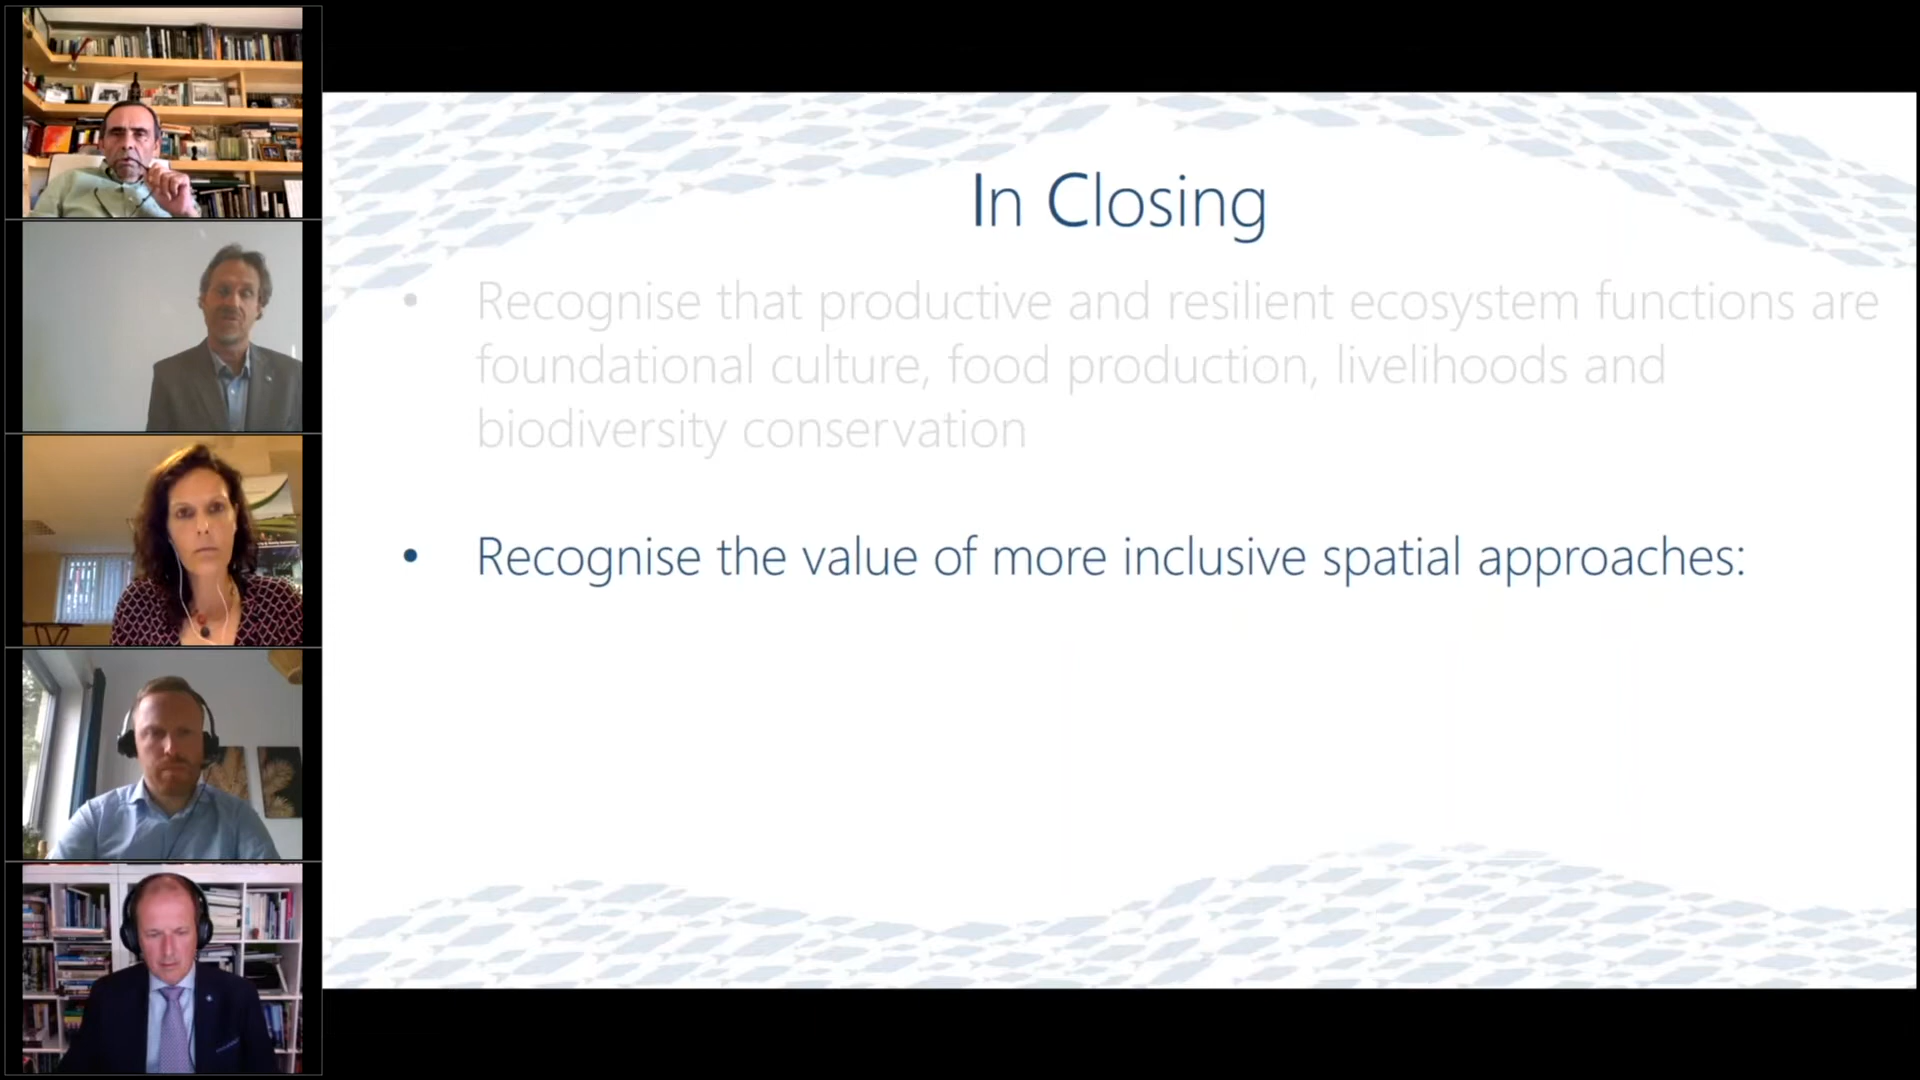 In Closing
• Recognise that productive and resilient ecosystem functions are
foundational culture, food production, livelihoods and
biodiversity conservation
• Recognise the value of more inclusive spatial approaches: